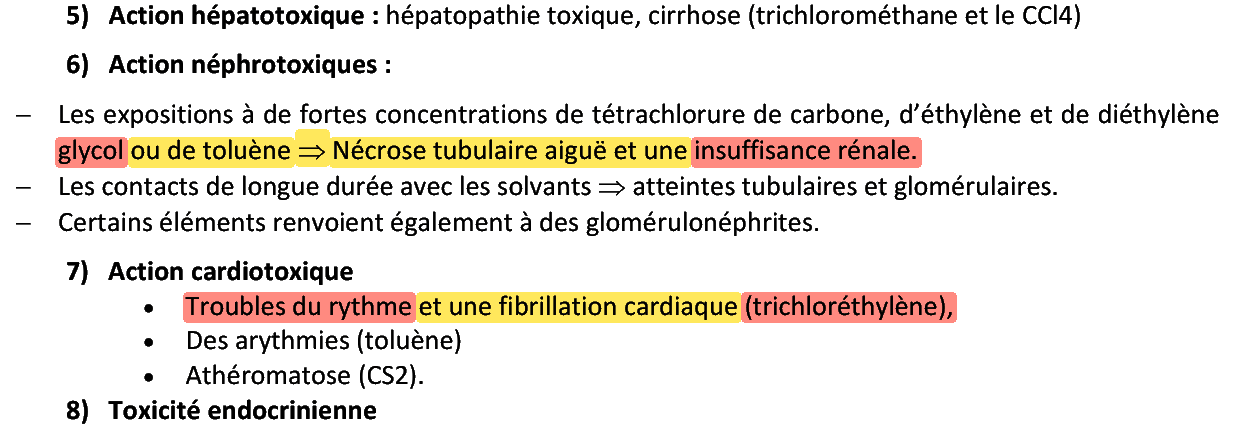 5) Action hépatotoxique : hépatopathie toxique, cirrhose (trichlorométhane et le CCl4)
6) Action néphrotoxiques :
– Les expositions à de fortes concentrations de tétrachlorure de carbone, d’éthylène et de diéthylène
glycol ou de toluène ⇒ Nécrose tubulaire aiguë et une insuffisance rénale.
– Les contacts de longue durée avec les solvants ⇒ atteintes tubulaires et glomérulaires.
– Certains éléments renvoient également à des glomérulonéphrites.
7) Action cardiotoxique
• Troubles du rythme et une fibrillation cardiaque (trichloréthylène),
• Des arythmies (toluène)
• Athéromatose (CS2).
8) Toxicité endocrinienne